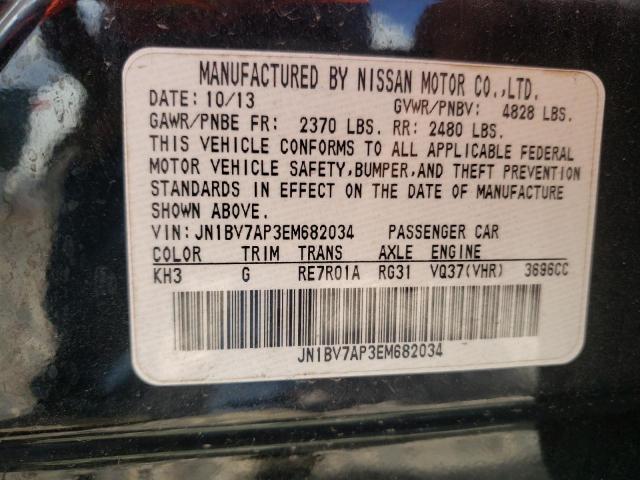 MANUFACTURED BY NISSAN MOTOR CO.,LTD.
DATE: 10/13 GVWR/PNBV: 4828 LBS.
GAWR/PNBE FR: 2370 LBS. RR: 2480 LBS.
THIS VEHICLE CONFORMS TO ALL APPLICABLE FEDERAL
MOTOR VEHICLE SAFETY,BUMPER,AND THEFT PREVENTION
STANDARDS IN EFFECT ON THE DATE OF MANUFACTURE
SHOWN ABOVE.
VIN:JN1BV7AP3EM682034 PASSENGER CAR
COLOR TRIM TRANS AXLE ENGINE
KH3 G RE7R01A RG31 VQ37(VHR) 3696CC
JN1BV7AP3EM682034